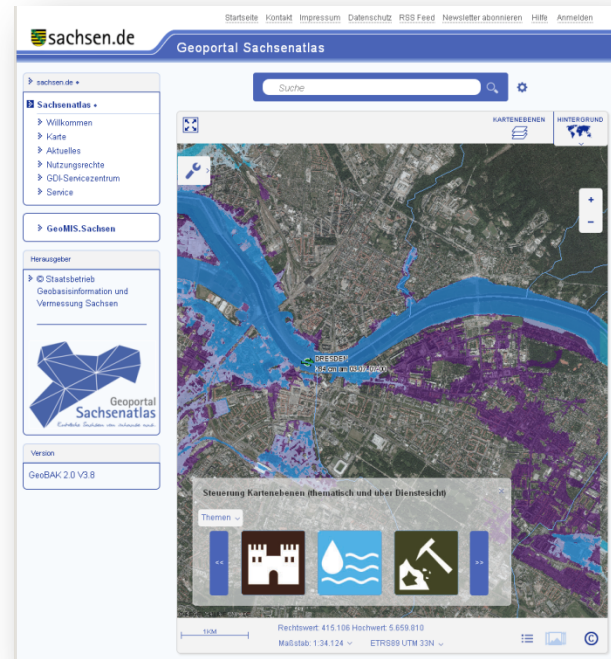 Startseite Kontakt Impressum Datenschutz RSS Feed Newsletter abonnieren Hilfe Anmelden
sachsen.de
Geoportal Sachsenatlas
sachsen.de
Suche
Sachsenatlas
Willkommen
Karte
Aktuelles
Nutzungsrechte
GDI-Servicezentrum
Service
GeoMIS.Sachsen
Herausgeber
© Staatsbetrieb
Geobasisinformation und
Vermessung Sachsen
Geoportal
Sachsenatlas
Version
GeoBAK 2.0 V3.8
KARTENEBENEN
HINTERGRUND
+
−
DRESDEN
Steuerung Kartenebenen (thematisch und über Dienstesicht)
Themen
<<
>>
1KM
Rechtswert: 415.106 Hochwert: 5.659.810
Maßstab: 1:34.124
ETRS89 UTM 33N
©